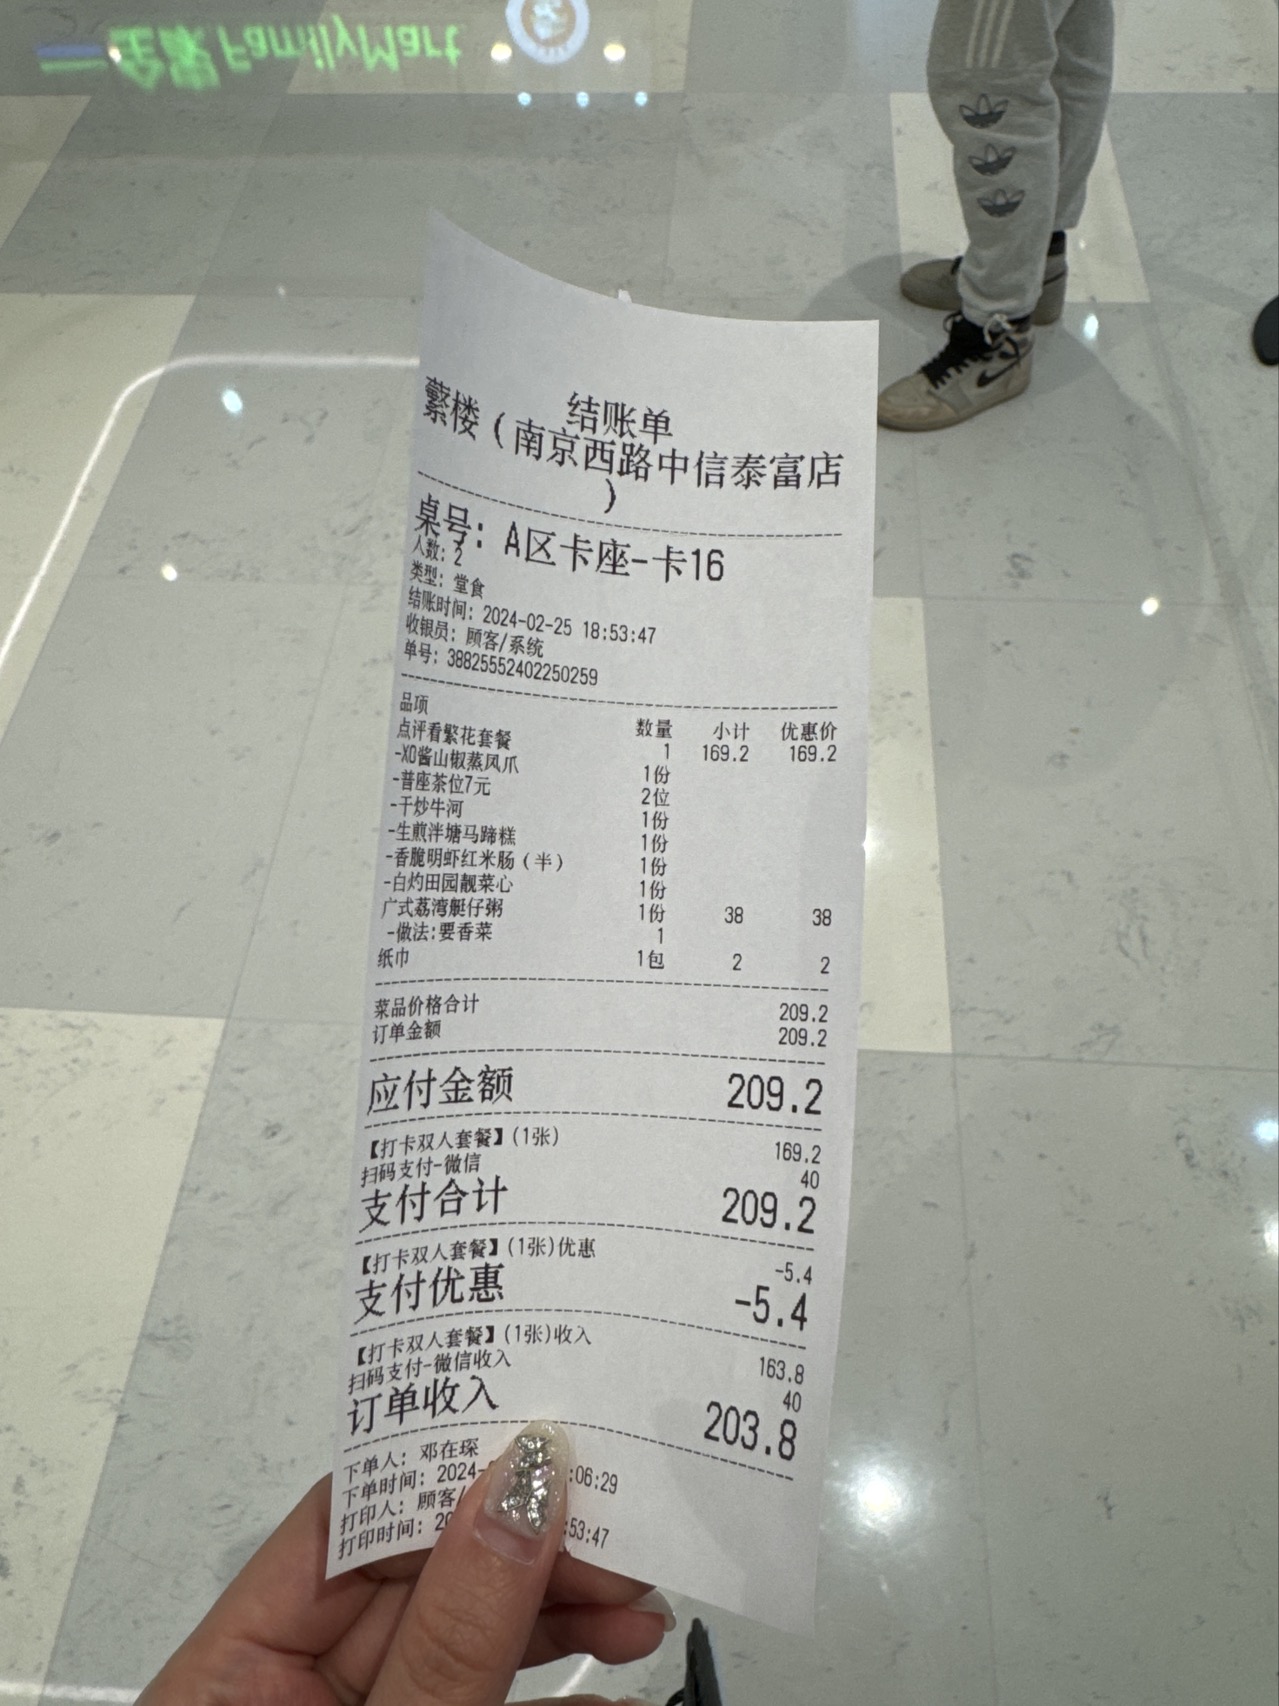 全家 FamilyMart
结账单
蘩楼（南京西路中信泰富店
）
桌号: A区卡座-卡16
人数: 2
类型: 堂食
结账时间: 2024-02-25 18:53:47
收银员: 顾客/系统
单号: 38825552402250259
品项 数量 小计 优惠价
点评看繁花套餐 1 169.2 169.2
-XO酱山椒蒸凤爪 1份
-普座茶位7元 2位
-干炒牛河 1份
-生煎泮塘马蹄糕 1份
-香脆明虾红米肠（半） 1份
-白灼田园靓菜心 1份
广式荔湾艇仔粥 1份 38 38
-做法:要香菜 1
纸巾 1包 2 2
菜品价格合计 209.2
订单金额 209.2
应付金额 209.2
【打卡双人套餐】(1张) 169.2
扫码支付-微信 40
支付合计 209.2
【打卡双人套餐】(1张)优惠 -5.4
支付优惠 -5.4
【打卡双人套餐】(1张)收入 163.8
扫码支付-微信收入 40
订单收入 203.8
下单人: 邓在琛
下单时间: 2024- :06:29
打印人: 顾客/
打印时间: 20 :53:47